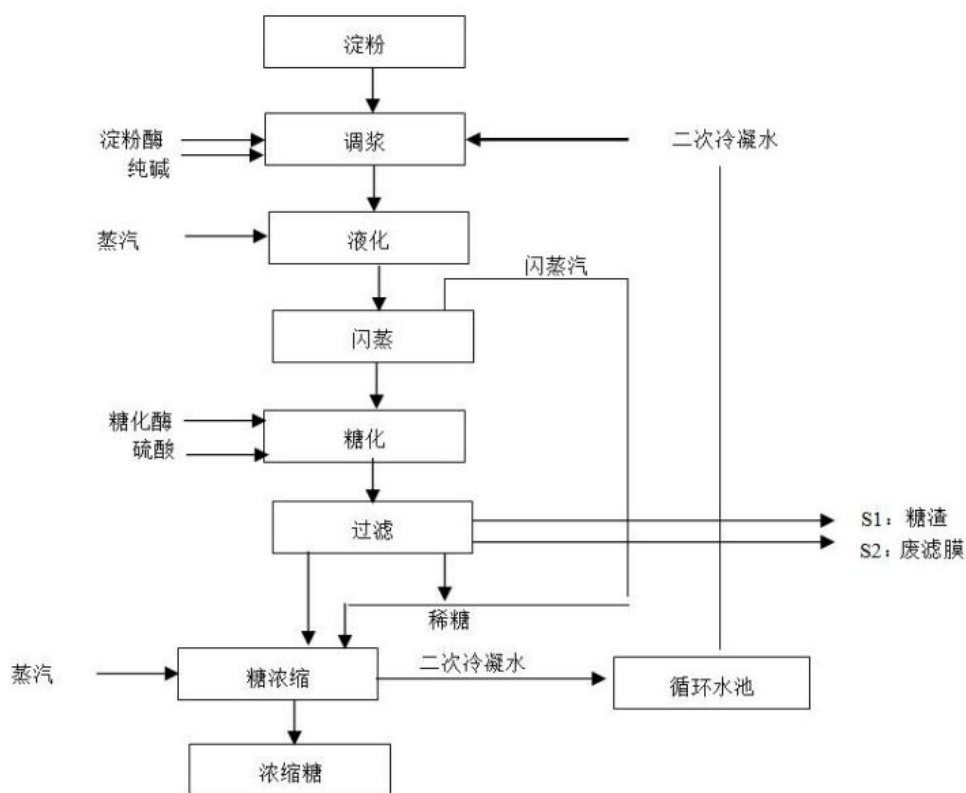 淀粉
淀粉酶
纯碱
调浆
二次冷凝水
蒸汽
液化
闪蒸汽
闪蒸
糖化酶
硫酸
糖化
过滤
S1：糖渣
S2：废滤膜
稀糖
蒸汽
糖浓缩
二次冷凝水
循环水池
浓缩糖